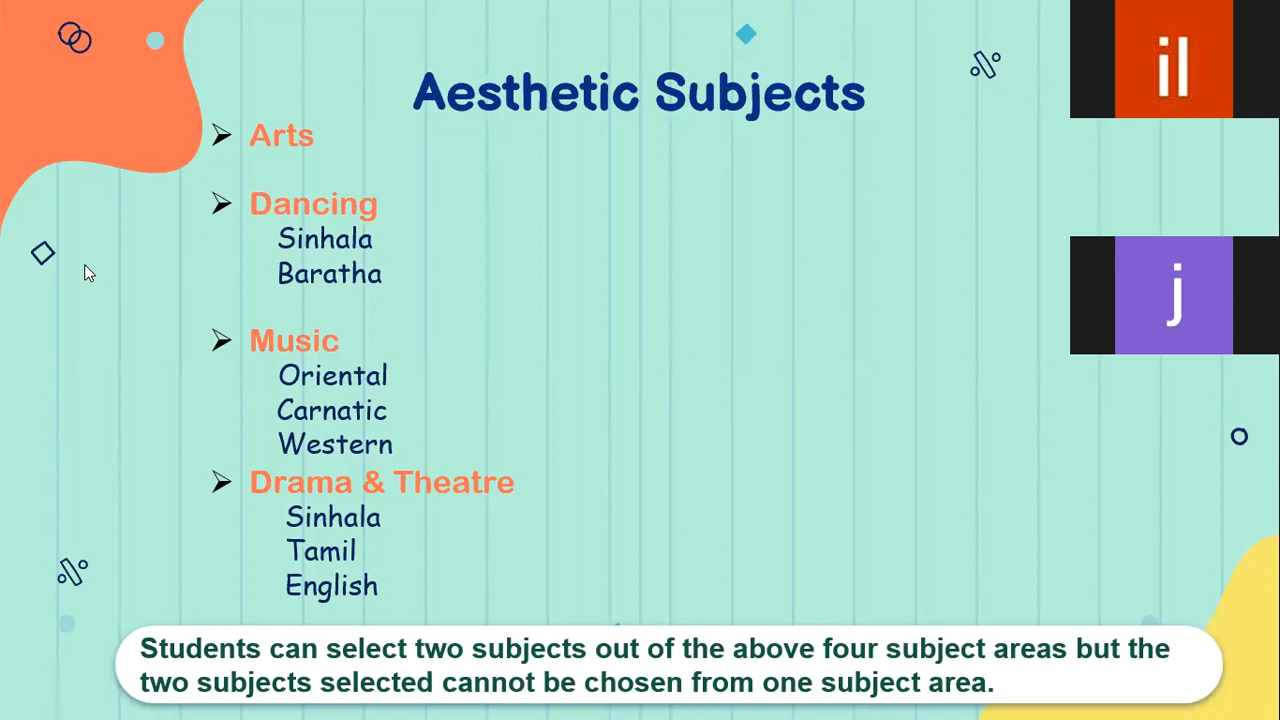 Aesthetic Subjects
Arts
Dancing
Sinhala
Baratha
Music
Oriental
Carnatic
Western
Drama & Theatre
Sinhala
Tamil
English
Students can select two subjects out of the above four subject areas but the
two subjects selected cannot be chosen from one subject area.
il
j